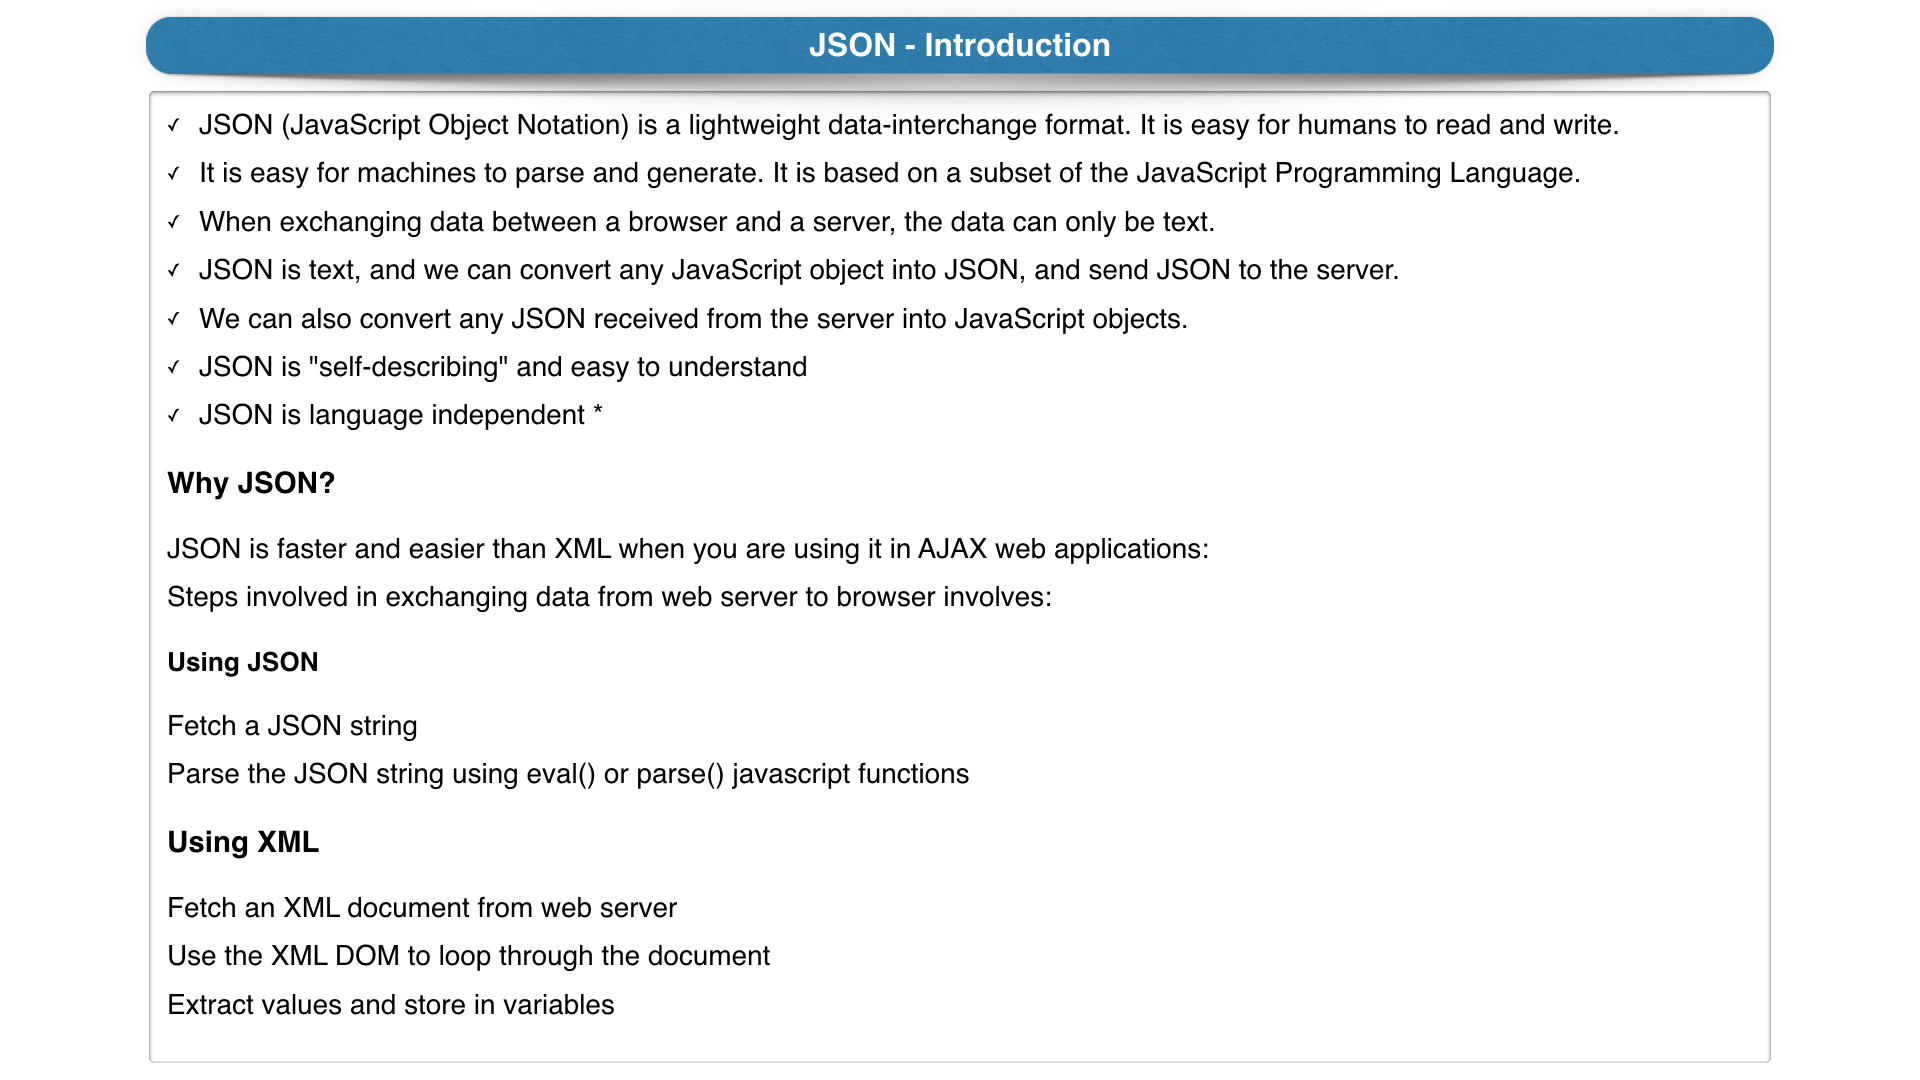 JSON - Introduction
✓ JSON (JavaScript Object Notation) is a lightweight data-interchange format. It is easy for humans to read and write.
✓ It is easy for machines to parse and generate. It is based on a subset of the JavaScript Programming Language.
✓ When exchanging data between a browser and a server, the data can only be text.
✓ JSON is text, and we can convert any JavaScript object into JSON, and send JSON to the server.
✓ We can also convert any JSON received from the server into JavaScript objects.
✓ JSON is "self-describing" and easy to understand
✓ JSON is language independent *
Why JSON?
JSON is faster and easier than XML when you are using it in AJAX web applications:
Steps involved in exchanging data from web server to browser involves:
Using JSON
Fetch a JSON string
Parse the JSON string using eval() or parse() javascript functions
Using XML
Fetch an XML document from web server
Use the XML DOM to loop through the document
Extract values and store in variables